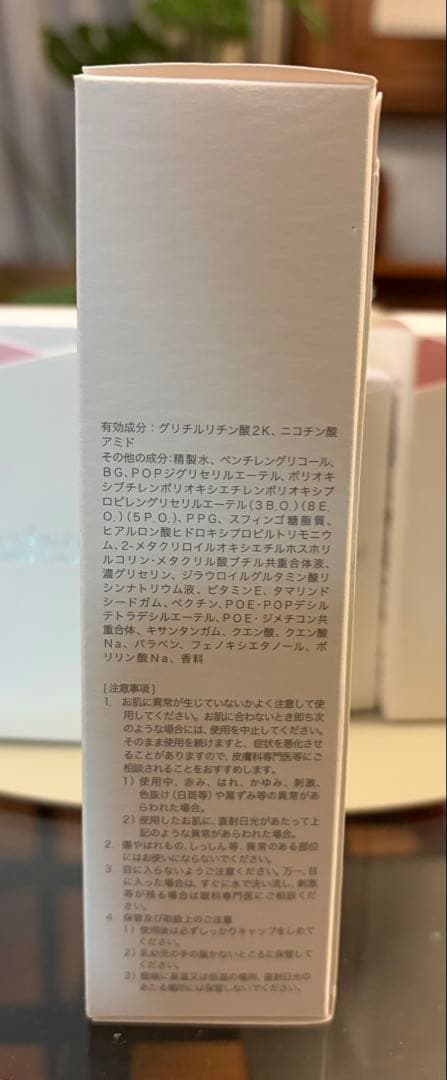 有効成分：グリチルリチン酸２Ｋ、ニコチン酸
アミド
その他の成分:精製水、ペンチレングリコール、
ＢＧ、ＰＯＰジグリセリルエーテル、ポリオキ
シブチレンポリオキシエチレンポリオキシプ
ロピレングリセリルエーテル（３Ｂ.Ｏ.）（８Ｅ.
Ｏ.）（５Ｐ.Ｏ.）、ＰＰＧ、スフィンゴ糖脂質、
ヒアルロン酸ヒドロキシプロピルトリモニウ
ム、２-メタクリロイルオキシエチルホスホリ
ルコリン・メタクリル酸ブチル共重合体液、
濃グリセリン、ジラウロイルグルタミン酸リ
シンナトリウム液、ビタミンＥ、タマリンド
シードガム、ペクチン、ＰＯＥ・ＰＯＰデシル
テトラデシルエーテル、ＰＯＥ・ジメチコン共
重合体、キサンタンガム、クエン酸、クエン酸
Ｎａ、パラベン、フェノキシエタノール、ポ
リリン酸Ｎａ、香料
［注意事項］
1. お肌に異常が生じていないかよく注意して使
用してください。お肌に合わないとき即ち次
のような場合には、使用を中止してください。
そのまま使用を続けますと、症状を悪化させ
ることがありますので、皮膚科専門医等にご
相談されることをおすすめします。
1）使用中、赤み、はれ、かゆみ、刺激、
色抜け（白斑等）や黒ずみ等の異常があ
らわれた場合。
2）使用したお肌に、直射日光があたって上
記のような異常があらわれた場合。
2. 傷やはれもの、しっしん等、異常のある部位
にはお使いにならないでください。
3 目に入らないようご注意ください。万一、目
に入った場合は、すぐに水で洗い流し、刺激
等が残る場合は眼科専門医にご相談くだ
さい。
4 保管及び取扱上のご注意
1）使用後は必ずしっかりキャップをしめて
ください。
2）乳幼児の手の届かないところに保管して
ください。
3）極端に高温又は低温の場所、直射日光の
あたる場所には保管しないでください。